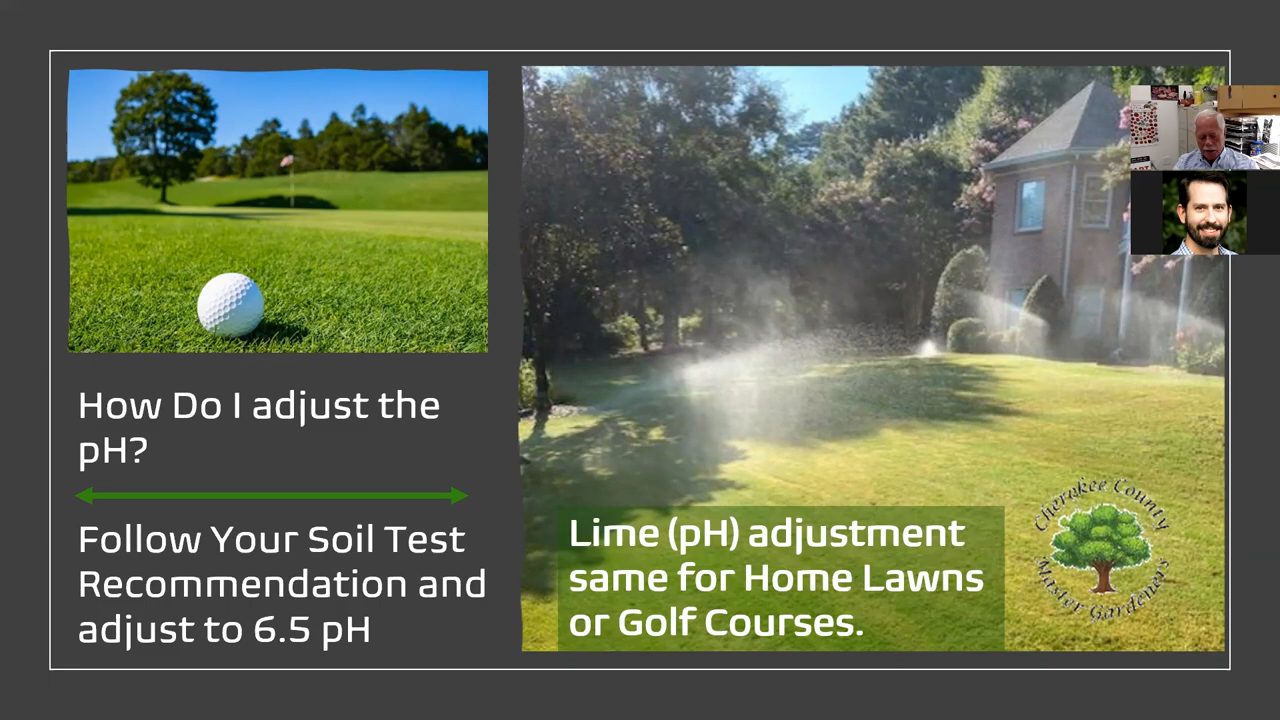 How Do I adjust the
pH?
Follow Your Soil Test
Recommendation and
adjust to 6.5 pH
Lime (pH) adjustment
same for Home Lawns
or Golf Courses.
Cherokee County
Master Gardeners